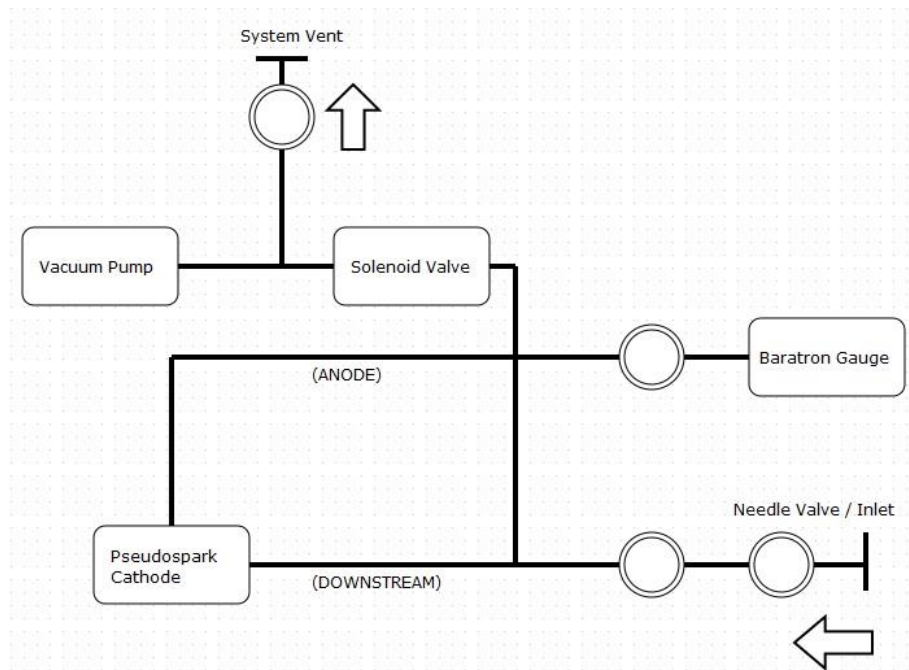 System Vent
Vacuum Pump
Solenoid Valve
(ANODE)
Baratron Gauge
Needle Valve / Inlet
Pseudospark
Cathode
(DOWNSTREAM)